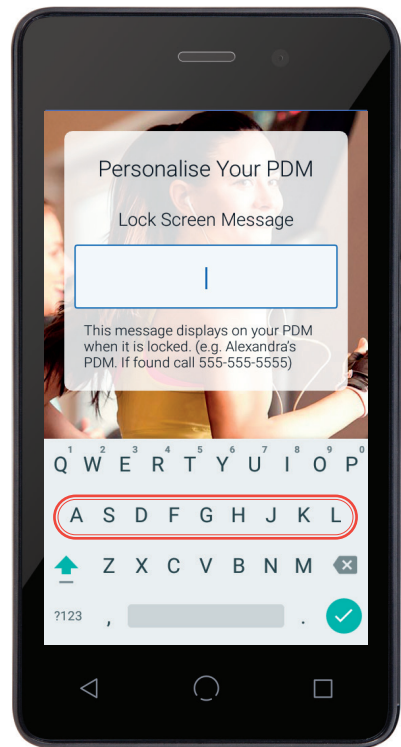 Personalise Your PDM
Lock Screen Message
This message displays on your PDM
when it is locked. (e.g. Alexandra's
PDM. If found call 555-555-5555)
1 2 3 4 5 6 7 8 9 0
Q W E R T Y U I O P
A S D F G H J K L
Z X C V B N M
?123 , .